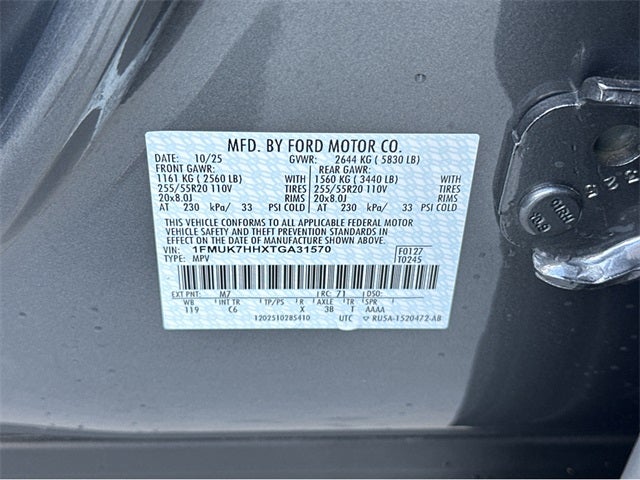 MFD. BY FORD MOTOR CO.
DATE: 10/25 GVWR: 2644 KG ( 5830 LB)
FRONT GAWR: REAR GAWR:
1161 KG ( 2560 LB) WITH 1560 KG ( 3440 LB) WITH
255/55R20 110V TIRES 255/55R20 110V TIRES
20x8.0J RIMS 20x8.0J RIMS
AT 230 kPa/ 33 PSI COLD AT 230 kPa/ 33 PSI COLD
THIS VEHICLE CONFORMS TO ALL APPLICABLE FEDERAL MOTOR
VEHICLE SAFETY AND THEFT PREVENTION STANDARDS IN EFFECT
ON THE DATE OF MANUFACTURE SHOWN ABOVE.
VIN: 1FMUK7HHXTGA31570 F0127
TYPE: MPV T0245
EXT PNT: M7 RC: 71 DSO:
WB INT TR TP/PS R AXLE TR SPR
119 C6 X 3B T AAAA
1202510285410 UTC RU5A-1520472-AB